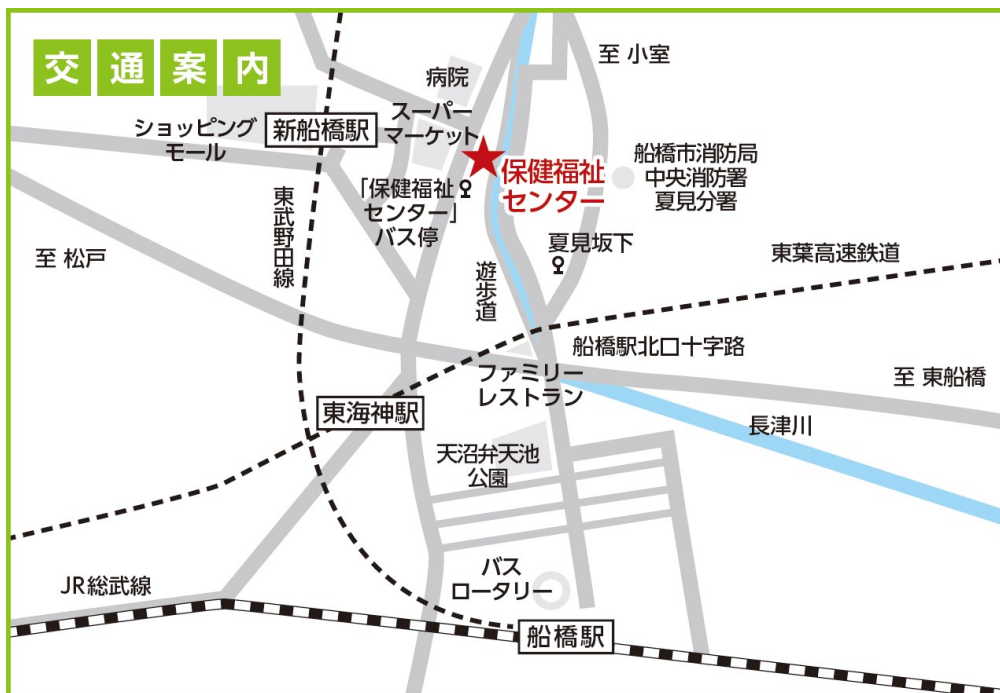 交通案内
至 小室
病院
スーパー
マーケット
ショッピング
モール
新船橋駅
保健福祉
センター
船橋市消防局
中央消防署
夏見分署
「保健福祉
センター」
バス停
東武野田線
夏見坂下
至 松戸
東葉高速鉄道
遊歩道
船橋駅北口十字路
ファミリー
レストラン
至 東船橋
東海神駅
長津川
天沼弁天池
公園
バス
ロータリー
JR総武線
船橋駅